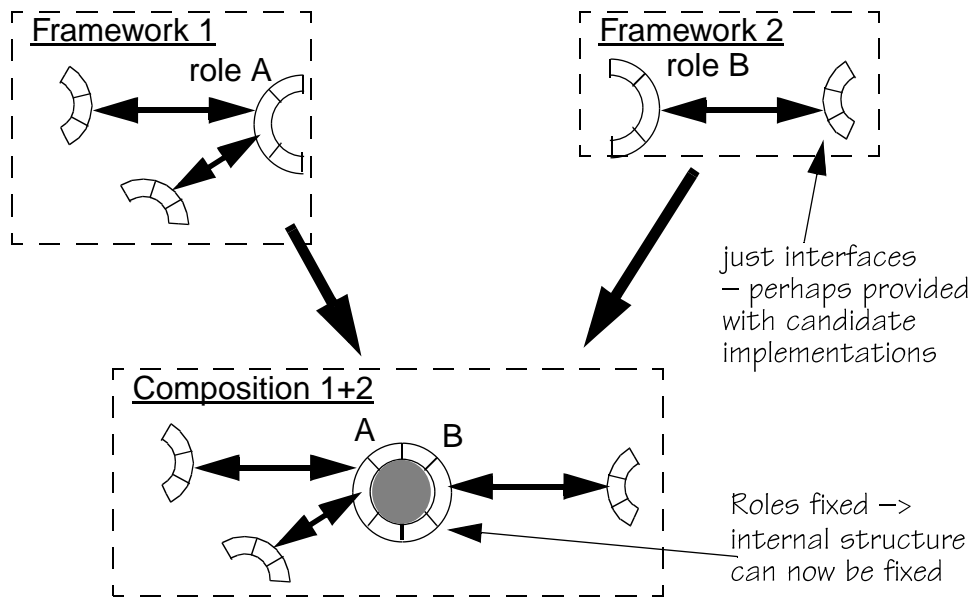 Framework 1
role A
Framework 2
role B
just interfaces
– perhaps provided
with candidate
implementations
Composition 1+2
A
B
Roles fixed –>
internal structure
can now be fixed